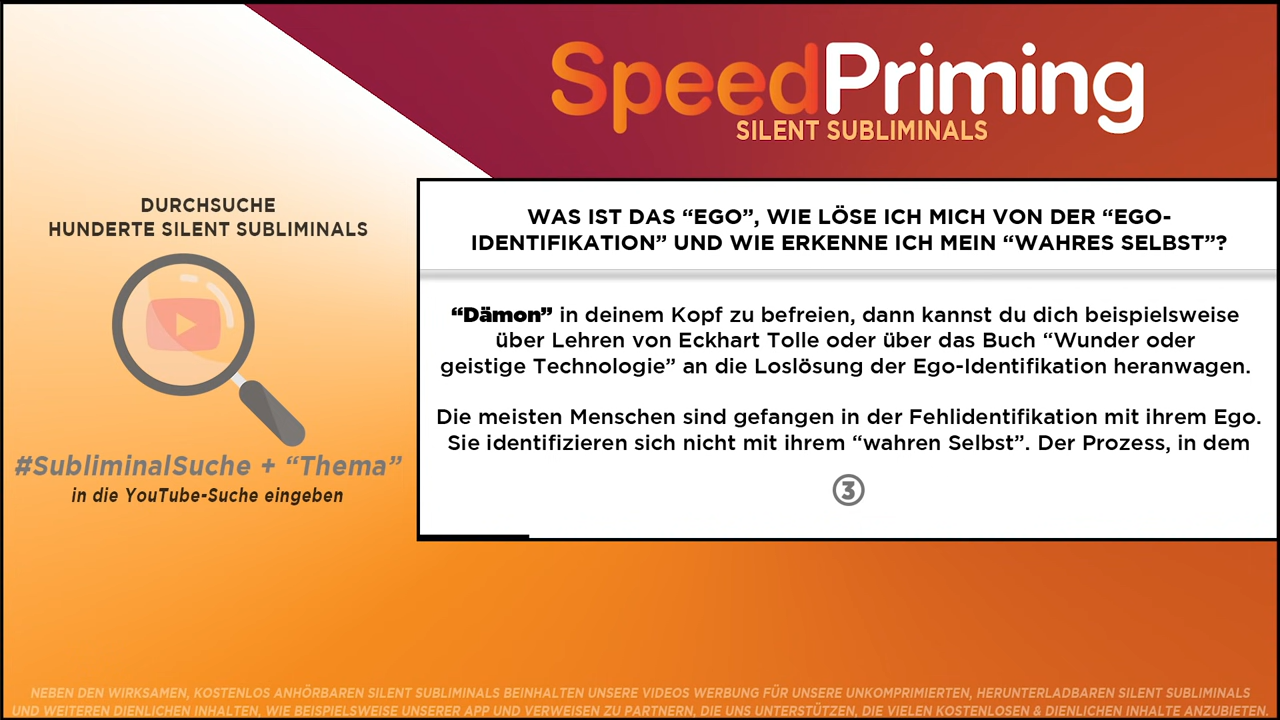 SpeedPriming
SILENT SUBLIMINALS
DURCHSUCHE
HUNDERTE SILENT SUBLIMINALS
#SubliminalSuche + “Thema”
in die YouTube-Suche eingeben
WAS IST DAS “EGO”, WIE LÖSE ICH MICH VON DER “EGO-
IDENTIFIKATION” UND WIE ERKENNE ICH MEIN “WAHRES SELBST”?
“Dämon” in deinem Kopf zu befreien, dann kannst du dich beispielsweise
über Lehren von Eckhart Tolle oder über das Buch “Wunder oder
geistige Technologie” an die Loslösung der Ego-Identifikation heranwagen.
Die meisten Menschen sind gefangen in der Fehlidentifikation mit ihrem Ego.
Sie identifizieren sich nicht mit ihrem “wahren Selbst”. Der Prozess, in dem
3
NEBEN DEN WIRKSAMEN, KOSTENLOS ANHÖRBAREN SILENT SUBLIMINALS BEINHALTEN UNSERE VIDEOS WERBUNG FÜR UNSERE UNKOMPRIMIERTEN, HERUNTERLADBAREN SILENT SUBLIMINALS
UND WEITEREN DIENLICHEN INHALTEN, WIE BEISPIELSWEISE UNSERER APP UND VERWEISEN ZU PARTNERN, DIE UNS UNTERSTÜTZEN, DIE VIELEN KOSTENLOSEN & DIENLICHEN INHALTE ANZUBIETEN.